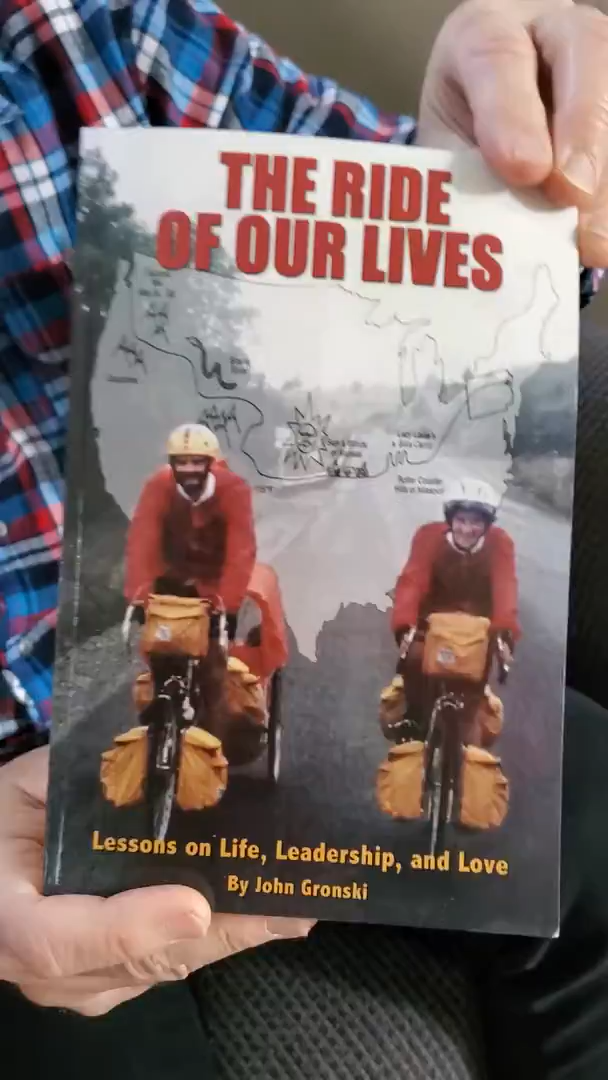 THE RIDE
OF OUR LIVES
Lessons on Life, Leadership, and Love
By John Gronski